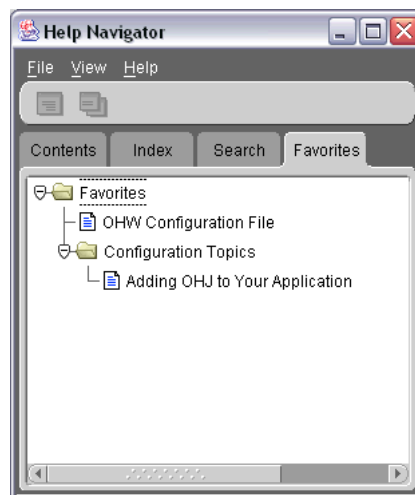 Help Navigator
File View Help
Contents Index Search Favorites
Favorites
OHW Configuration File
Configuration Topics
Adding OHJ to Your Application